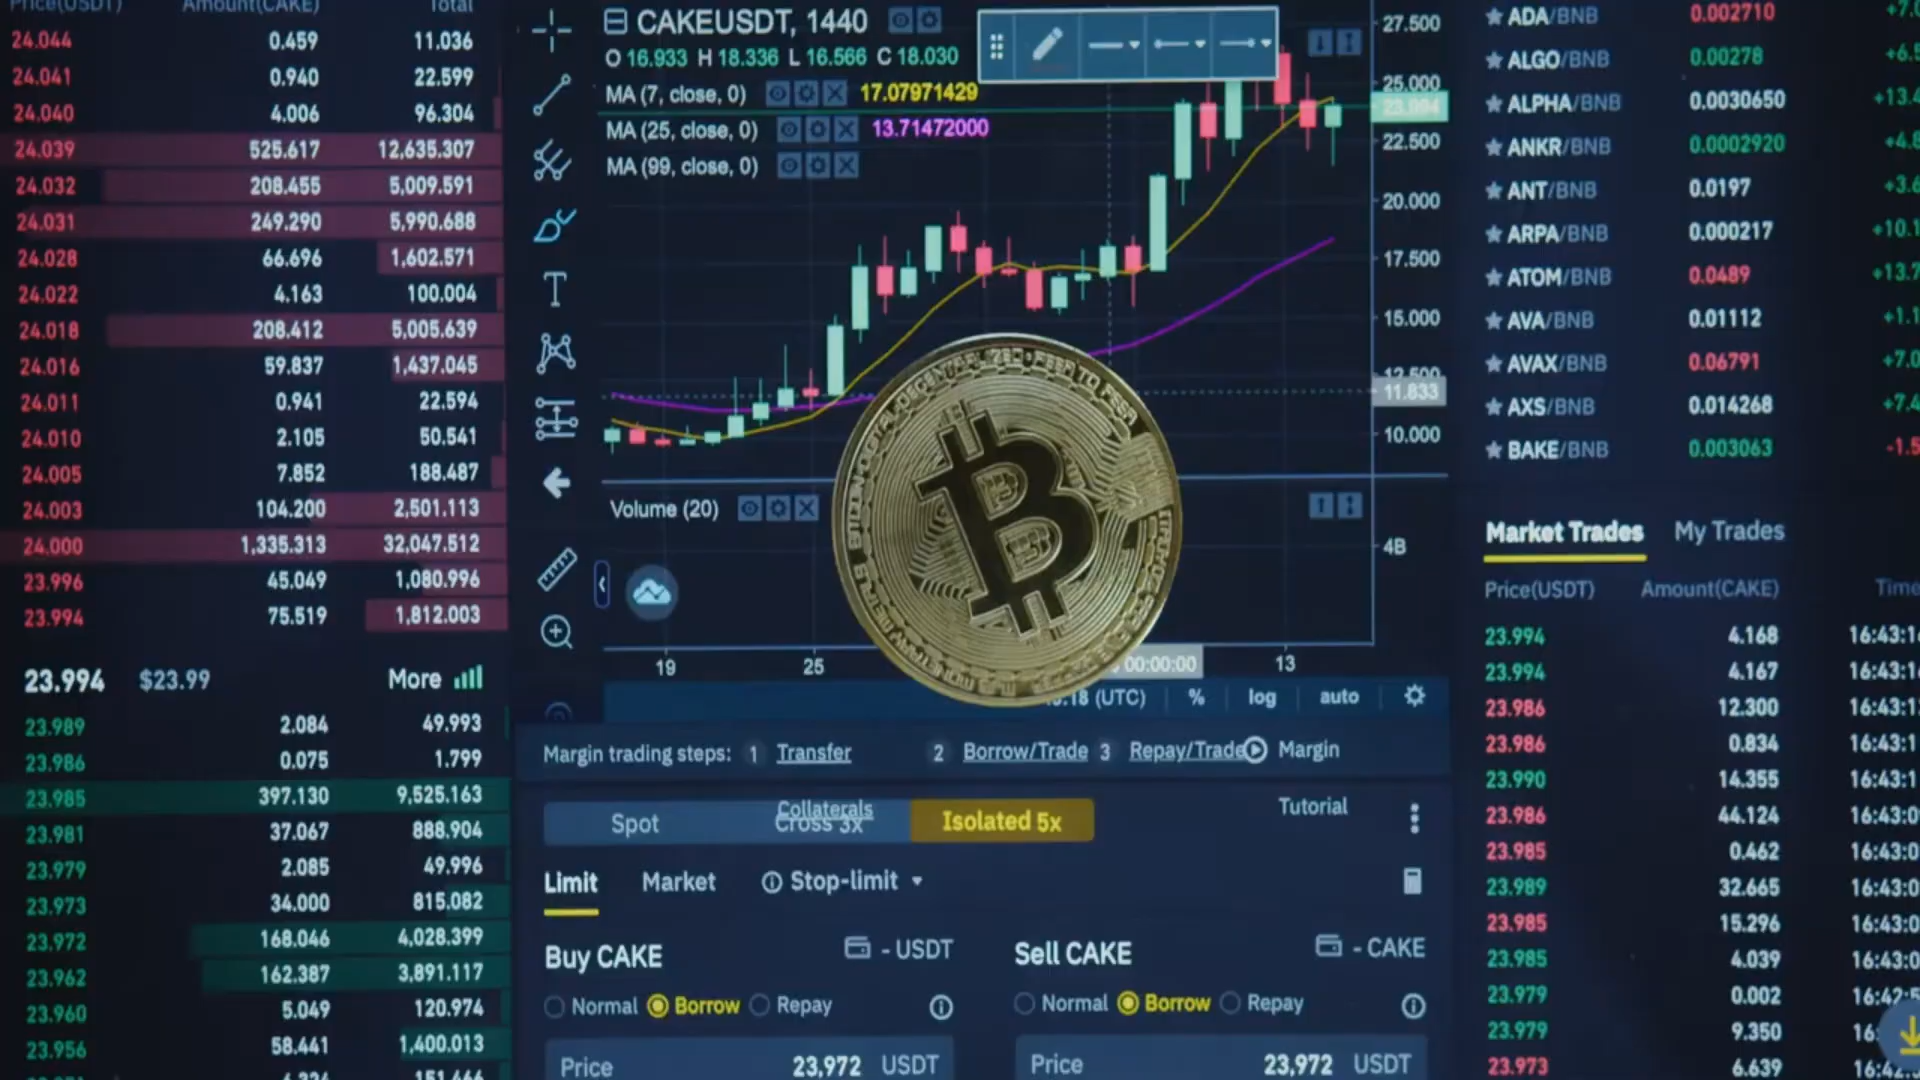 Price(USDT) Amount(CAKE) Total
24.044 0.459 11.036
24.041 0.940 22.599
24.040 4.006 96.304
24.039 525.617 12,635.307
24.032 208.455 5,009.591
24.031 249.290 5,990.688
24.028 66.696 1,602.571
24.022 4.163 100.004
24.018 208.412 5,005.639
24.016 59.837 1,437.045
24.011 0.941 22.594
24.010 2.105 50.541
24.005 7.852 188.487
24.003 104.200 2,501.113
24.000 1,335.313 32,047.512
23.996 45.049 1,080.996
23.994 75.519 1,812.003
23.994 $23.99 More
23.989 2.084 49.993
23.986 0.075 1.799
23.985 397.130 9,525.163
23.981 37.067 888.904
23.979 2.085 49.996
23.973 34.000 815.082
23.972 168.046 4,028.399
23.962 162.387 3,891.117
23.960 5.049 120.974
23.956 58.441 1,400.013
CAKEUSDT, 1440
O 16.933 H 18.336 L 16.566 C 18.030
MA (7, close, 0) 17.07971429
MA (25, close, 0) 13.71472000
MA (99, close, 0)
27.500
25.000
23.994
22.500
20.000
17.500
15.000
12.500
11.833
10.000
Volume (20)
4B
19 25 00:00:00 13
(UTC) % log auto
Margin trading steps: 1 Transfer 2 Borrow/Trade 3 Repay/Trade Margin
Collaterals Tutorial
Spot Cross 3x Isolated 5x
Limit Market Stop-limit
Buy CAKE - USDT
Normal Borrow Repay
Price 23,972 USDT
Sell CAKE - CAKE
Normal Borrow Repay
Price 23,972 USDT
ADA/BNB 0.002710
ALGO/BNB 0.00278
ALPHA/BNB 0.0030650
ANKR/BNB 0.0002920
ANT/BNB 0.0197
ARPA/BNB 0.000217
ATOM/BNB 0.0489
AVA/BNB 0.01112
AVAX/BNB 0.06791
AXS/BNB 0.014268
BAKE/BNB 0.003063
Market Trades My Trades
Price(USDT) Amount(CAKE) Time
23.994 4.168
23.994 4.167
23.986 12.300
23.986 0.834
23.990 14.355
23.986 44.124
23.985 0.462
23.989 32.665
23.985 15.296
23.985 4.039
23.979 0.002
23.979 9.350
23.973 6.639